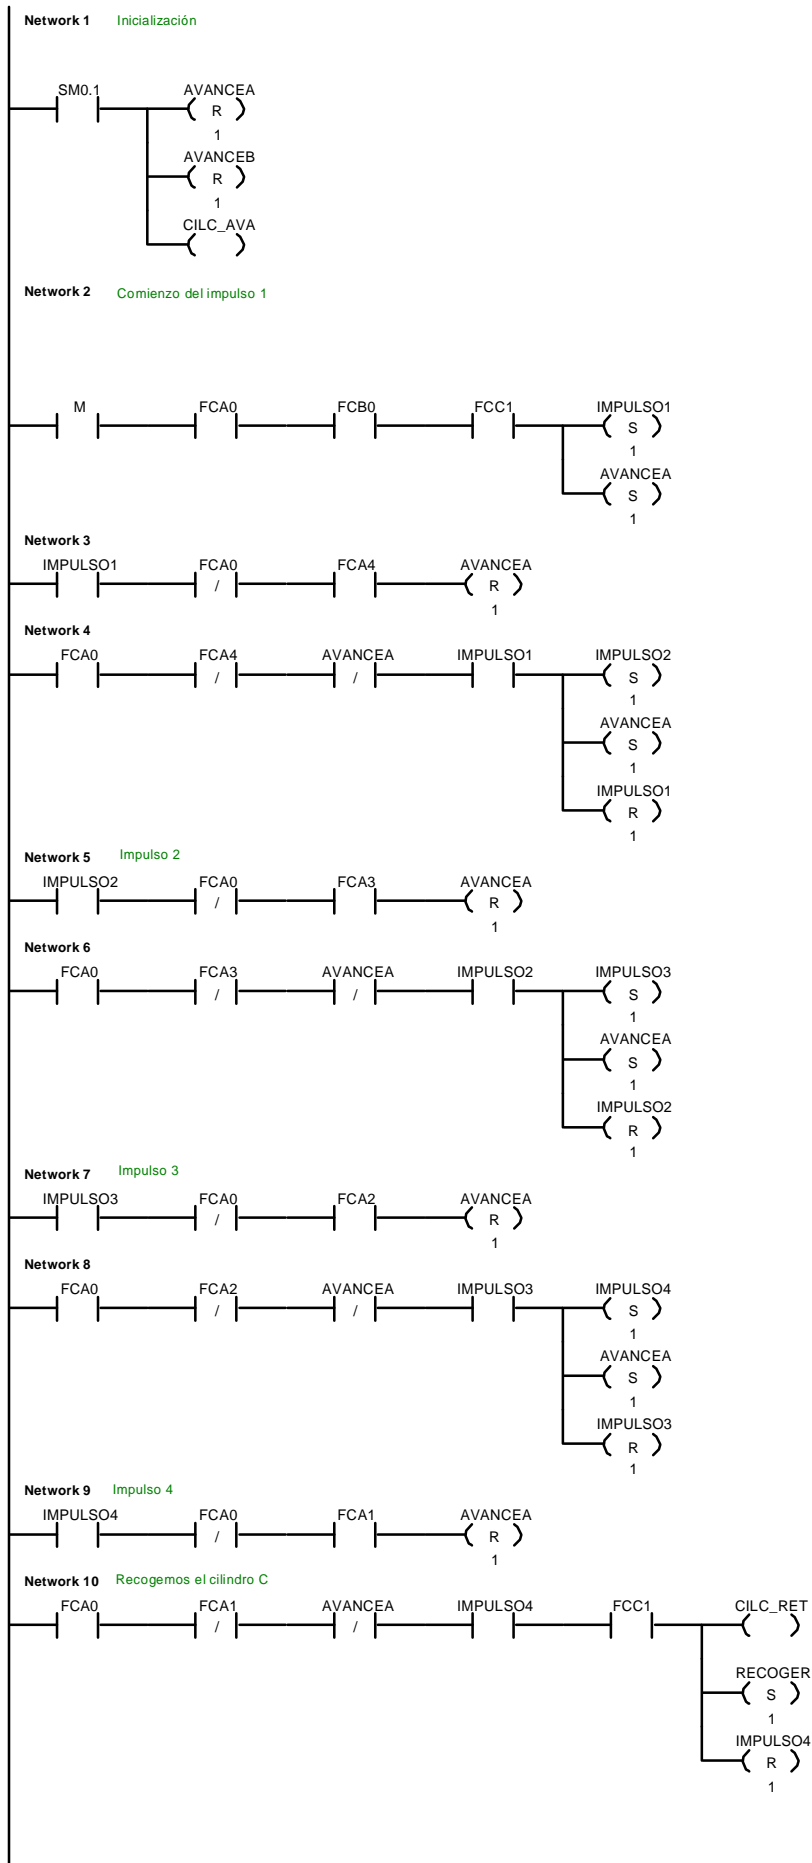 Network 1 Inicialización
SM0.1 AVANCEA
R
1
AVANCEB
R
1
CILC_AVA
Network 2 Comienzo del impulso 1
M FCA0 FCB0 FCC1 IMPULSO1
S
1
AVANCEA
S
1
Network 3
IMPULSO1 FCA0 FCA4 AVANCEA
/ R
1
Network 4
FCA0 FCA4 AVANCEA IMPULSO1 IMPULSO2
/ / S
1
AVANCEA
S
1
IMPULSO1
R
1
Network 5 Impulso 2
IMPULSO2 FCA0 FCA3 AVANCEA
/ R
1
Network 6
FCA0 FCA3 AVANCEA IMPULSO2 IMPULSO3
/ / S
1
AVANCEA
S
1
IMPULSO2
R
1
Network 7 Impulso 3
IMPULSO3 FCA0 FCA2 AVANCEA
/ R
1
Network 8
FCA0 FCA2 AVANCEA IMPULSO3 IMPULSO4
/ / S
1
AVANCEA
S
1
IMPULSO3
R
1
Network 9 Impulso 4
IMPULSO4 FCA0 FCA1 AVANCEA
/ R
1
Network 10 Recogemos el cilindro C
FCA0 FCA1 AVANCEA IMPULSO4 FCC1 CILC_RET
/ /
RECOGER
S
1
IMPULSO4
R
1